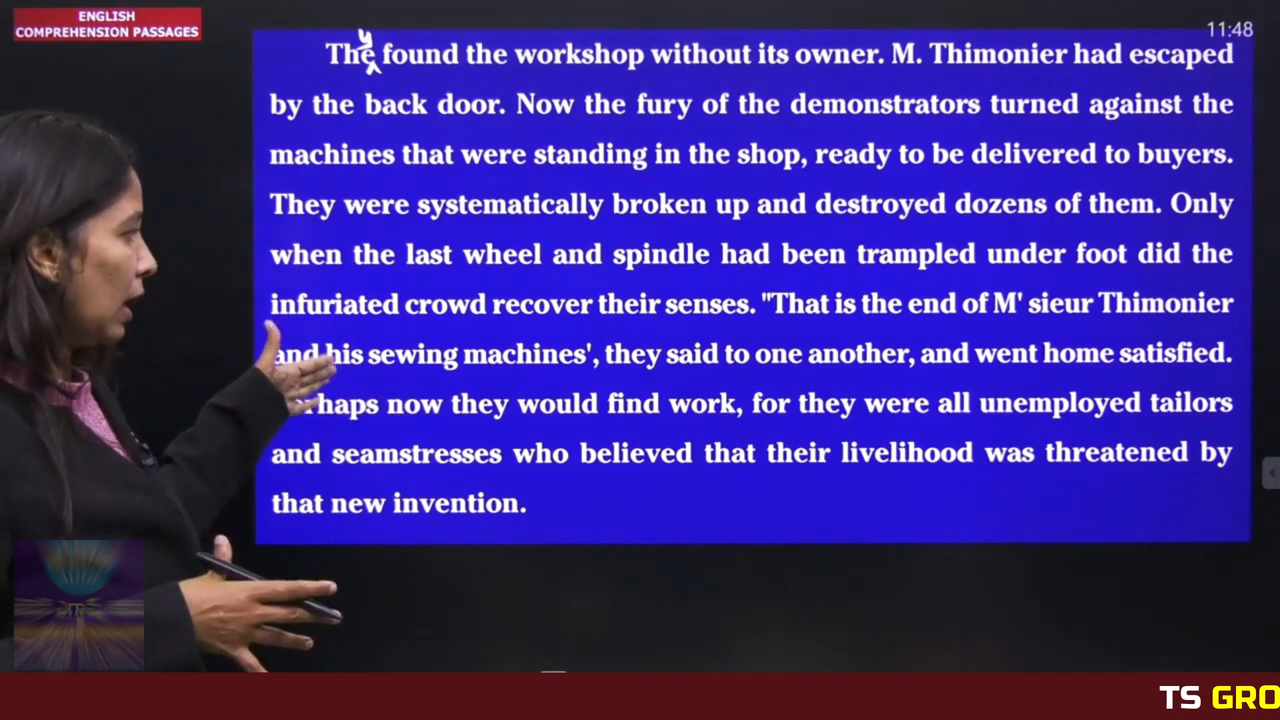 ENGLISH
COMPREHENSION PASSAGES
11:48
They found the workshop without its owner. M. Thimonier had escaped
by the back door. Now the fury of the demonstrators turned against the
machines that were standing in the shop, ready to be delivered to buyers.
They were systematically broken up and destroyed dozens of them. Only
when the last wheel and spindle had been trampled under foot did the
infuriated crowd recover their senses. "That is the end of M' sieur Thimonier
and his sewing machines', they said to one another, and went home satisfied.
Perhaps now they would find work, for they were all unemployed tailors
and seamstresses who believed that their livelihood was threatened by
that new invention.
TS GRO